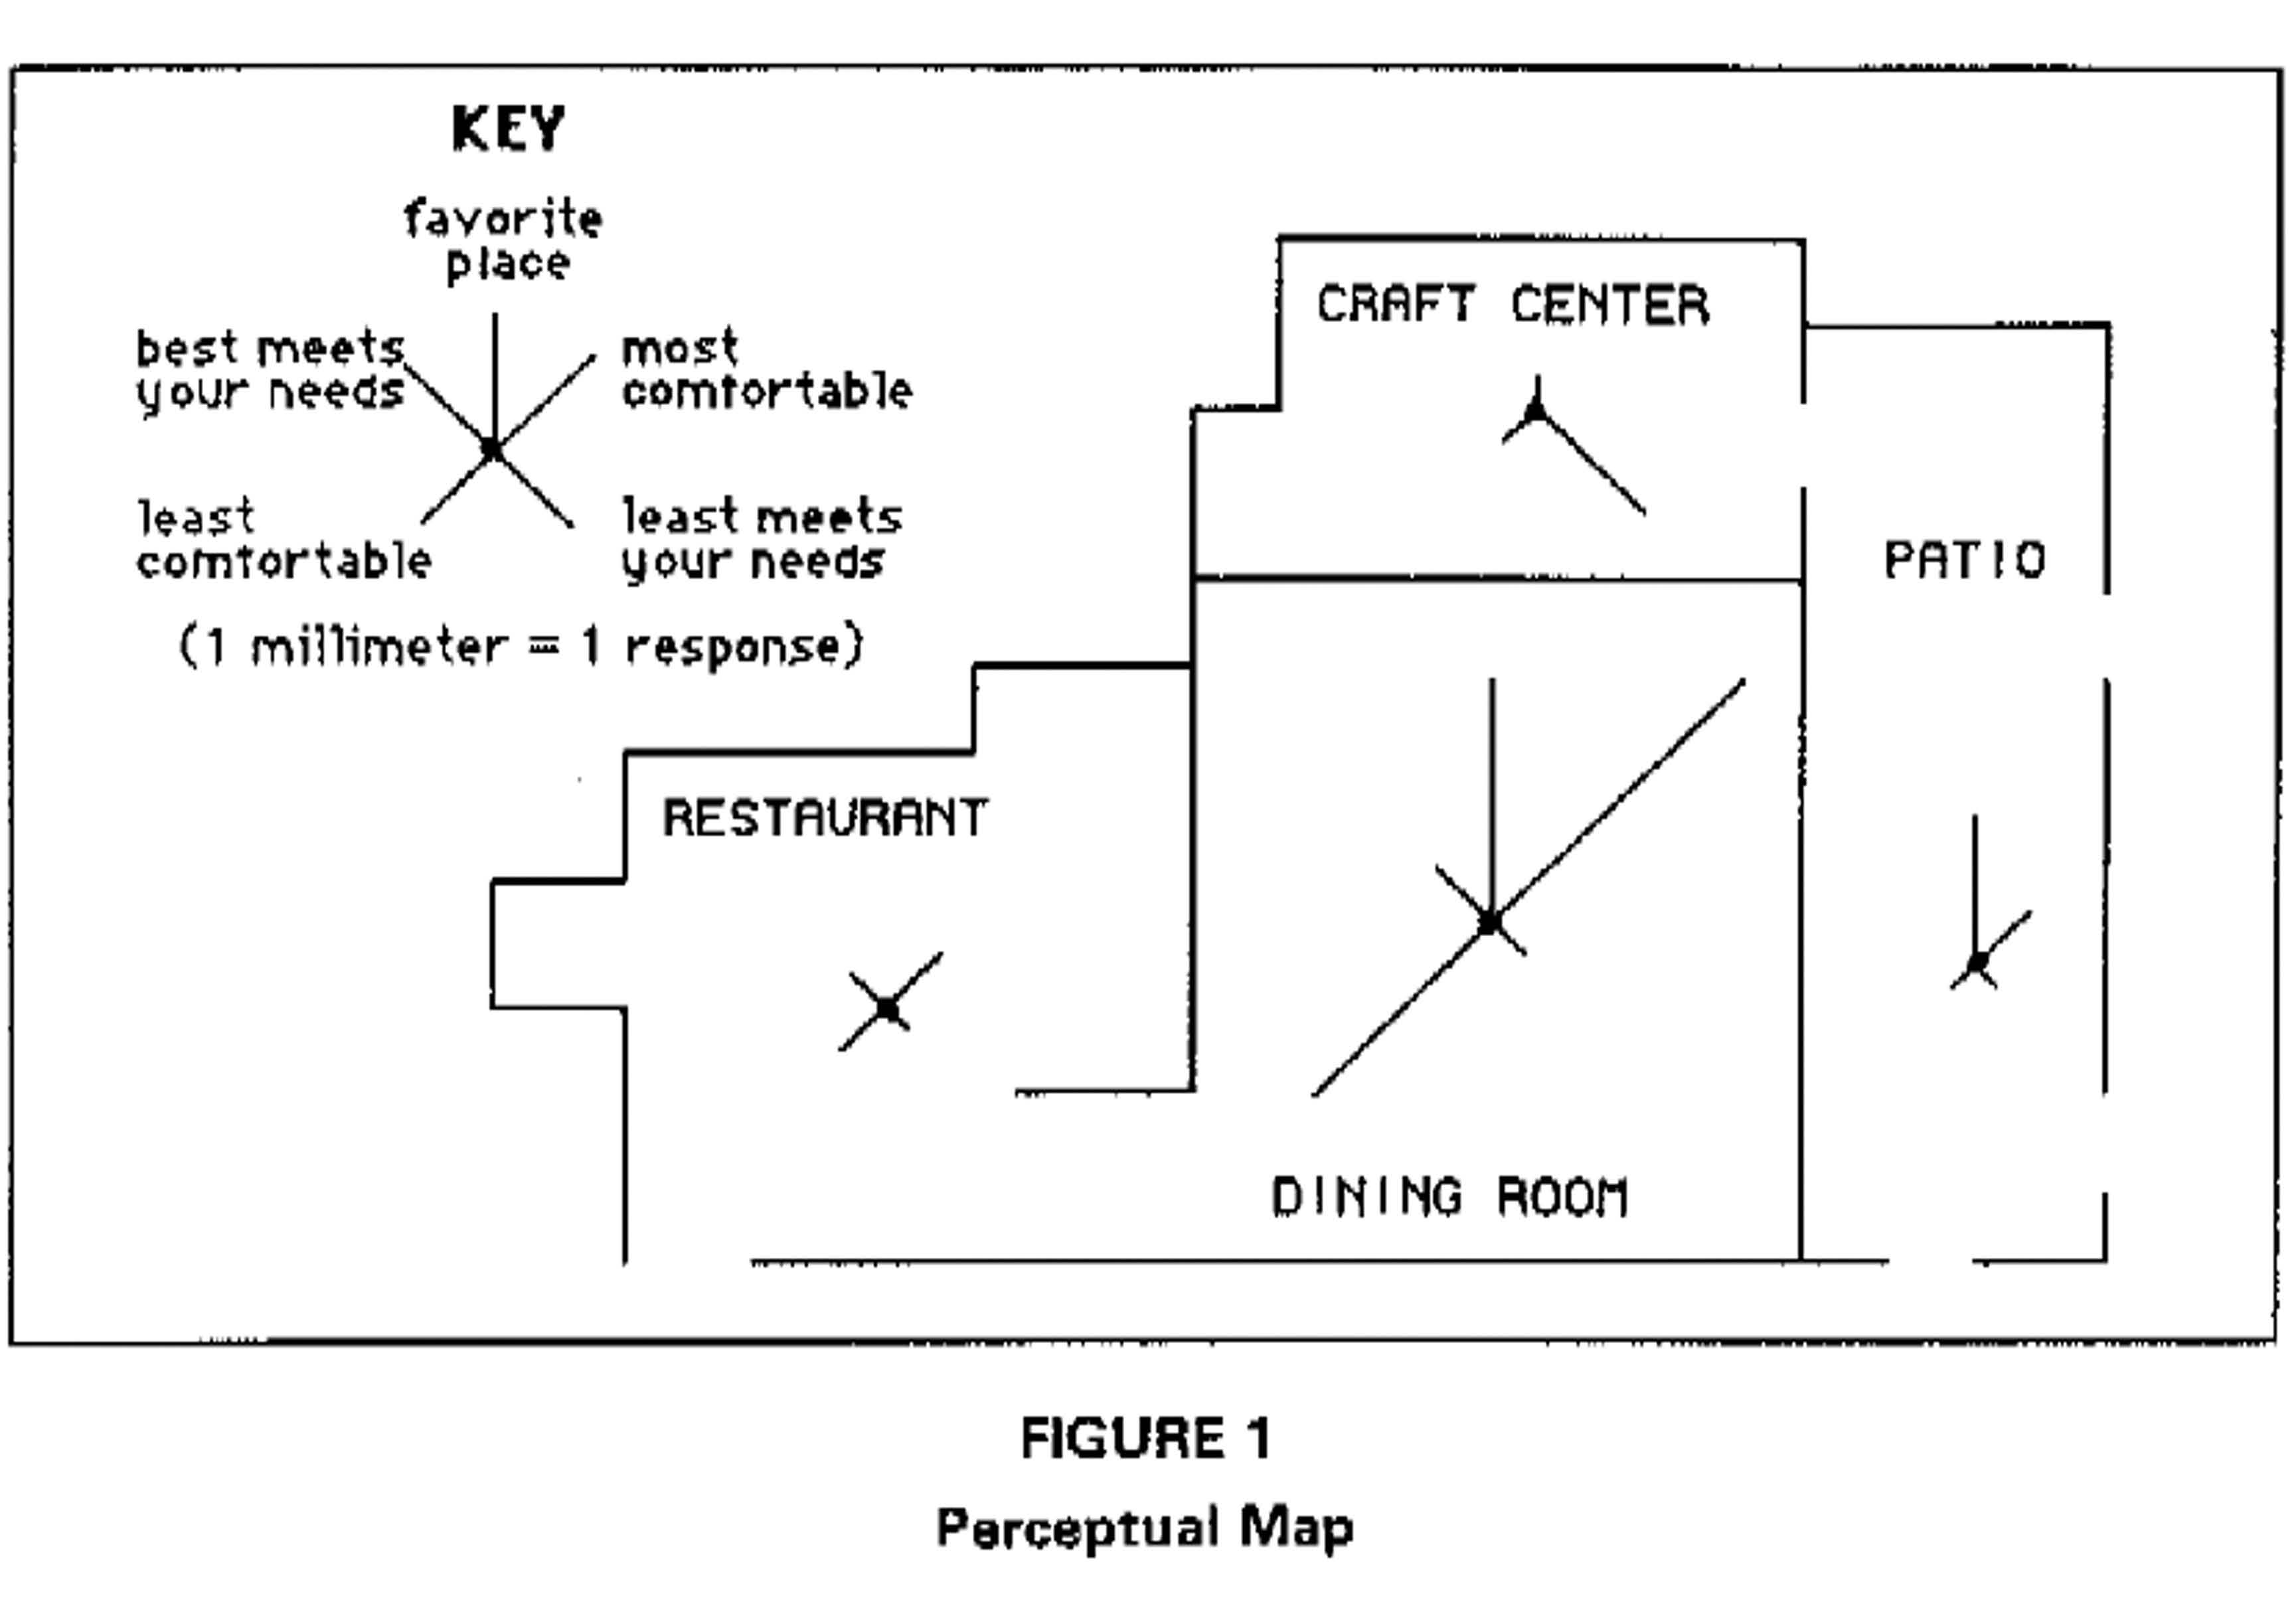 KEY
favorite
place
best meets
your needs
most
comfortable
least
comfortable
least meets
your needs
(1 millimeter = 1 response)
CRAFT CENTER
PATIO
RESTAURANT
DINING ROOM
FIGURE 1
Perceptual Map